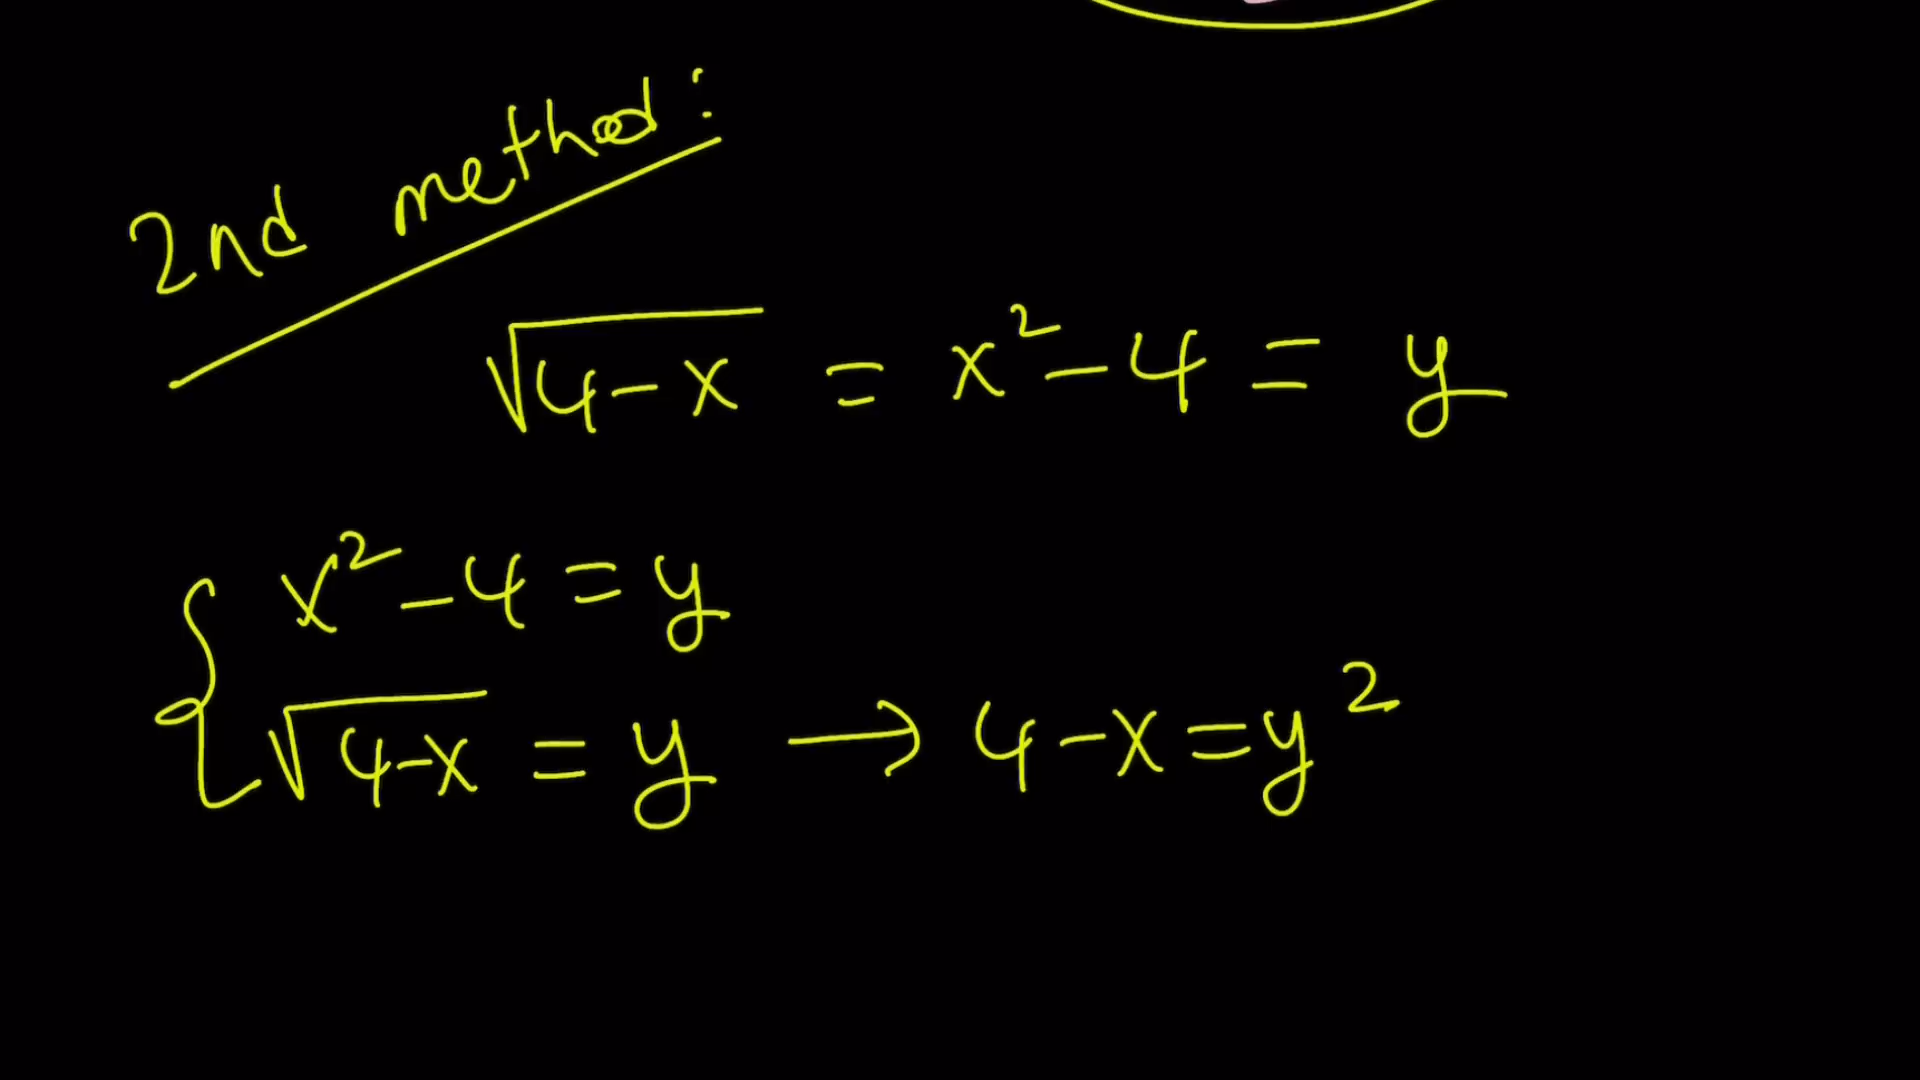 2nd method:
√(4-x) = x² - 4 = y
x² - 4 = y
√(4-x) = y → 4-x = y²